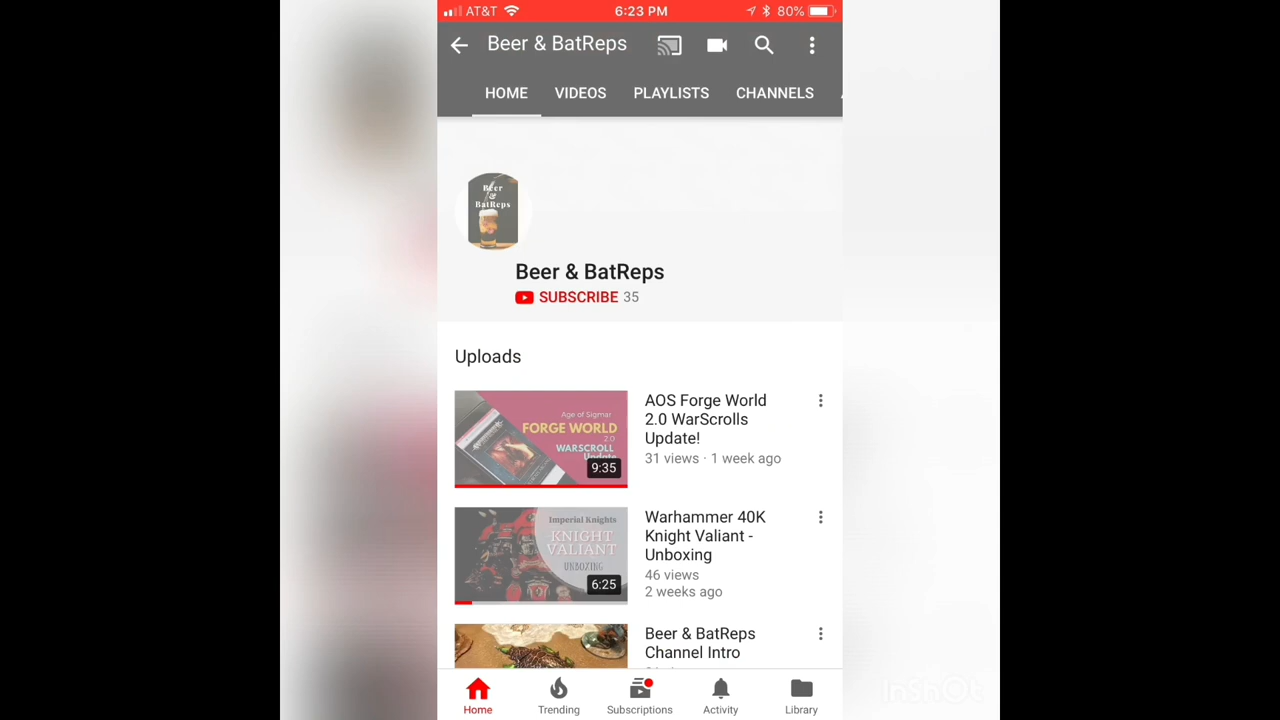 AT&T 6:23 PM 80%
Beer & BatReps
HOME VIDEOS PLAYLISTS CHANNELS
Beer
&
BatReps
Beer & BatReps
SUBSCRIBE 35
Uploads
Age of Sigmar
FORGE WORLD
2.0
WARSCROLL
Update
9:35
AOS Forge World
2.0 WarScrolls
Update!
31 views · 1 week ago
Imperial Knights
KNIGHT
VALIANT
UNBOXING
6:25
Warhammer 40K
Knight Valiant -
Unboxing
46 views
2 weeks ago
Beer & BatReps
Channel Intro
Home Trending Subscriptions Activity Library
InShOt